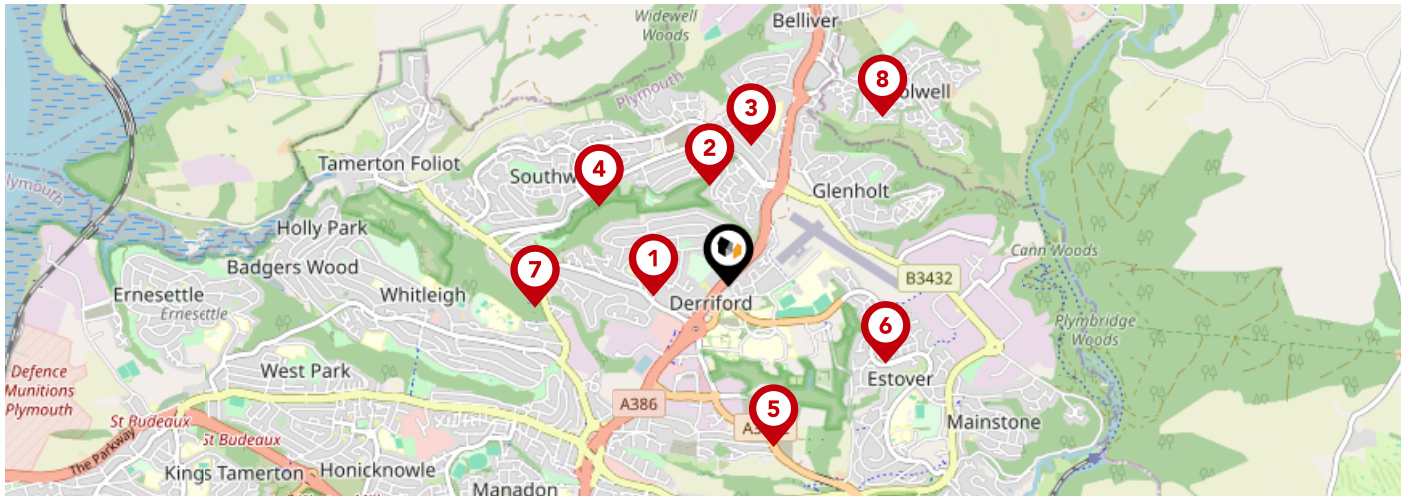 Widewell
Woods
Belliver
8
olwell
Plymouth
3
2
Tamerton Foliot
4
Southw
Glenholt
lymouth
Holly Park
Cann Woods
1
7
Badgers Wood
B3432
Ernesettle
Ernesettle
Whitleigh
Derriford
6
Plymbridge
Woods
Defence
Munitions
Plymouth
West Park
Estover
A386
5
St Budeaux
St Budeaux
Mainstone
The Parkway
Kings Tamerton
Honicknowle
Manadon